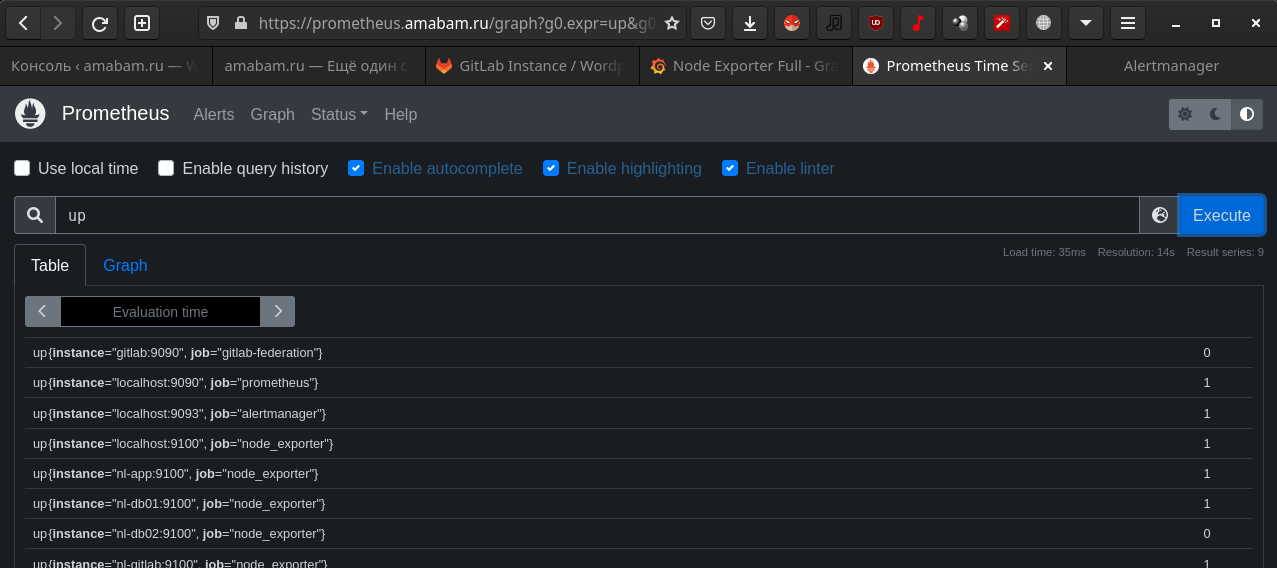 https://prometheus.amabam.ru/graph?g0.expr=up&g0
Консоль ‹ amabam.ru — amabam.ru — Ещё один GitLab Instance / Node Exporter Full - Prometheus Time Alertmanager
Prometheus Alerts Graph Status Help
Use local time Enable query history Enable autocomplete Enable highlighting Enable linter
up Execute
Load time: 35ms Resolution: 14s Result series: 9
Table Graph
Evaluation time
up{instance="gitlab:9090", job="gitlab-federation"} 0
up{instance="localhost:9090", job="prometheus"} 1
up{instance="localhost:9093", job="alertmanager"} 1
up{instance="localhost:9100", job="node_exporter"} 1
up{instance="nl-app:9100", job="node_exporter"} 1
up{instance="nl-db01:9100", job="node_exporter"} 1
up{instance="nl-db02:9100", job="node_exporter"} 0
up{instance="nl-gitlab:9100", job="node_exporter"} 1